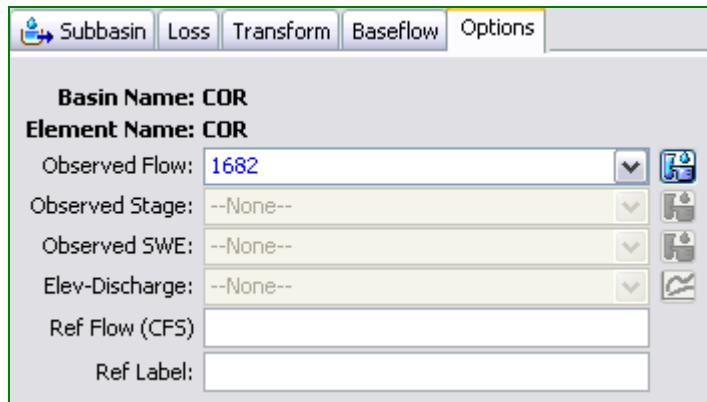 Subbasin Loss Transform Baseflow Options
Basin Name: COR
Element Name: COR
Observed Flow: 1682
Observed Stage: --None--
Observed SWE: --None--
Elev-Discharge: --None--
Ref Flow (CFS)
Ref Label: